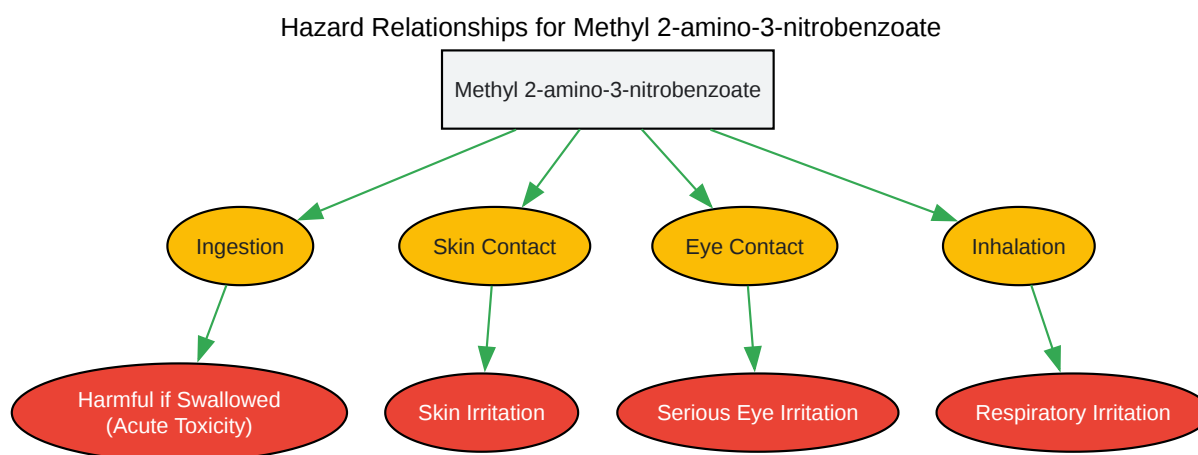 Hazard Relationships for Methyl 2-amino-3-nitrobenzoate
Methyl 2-amino-3-nitrobenzoate
Ingestion
Skin Contact
Eye Contact
Inhalation
Harmful if Swallowed
(Acute Toxicity)
Skin Irritation
Serious Eye Irritation
Respiratory Irritation